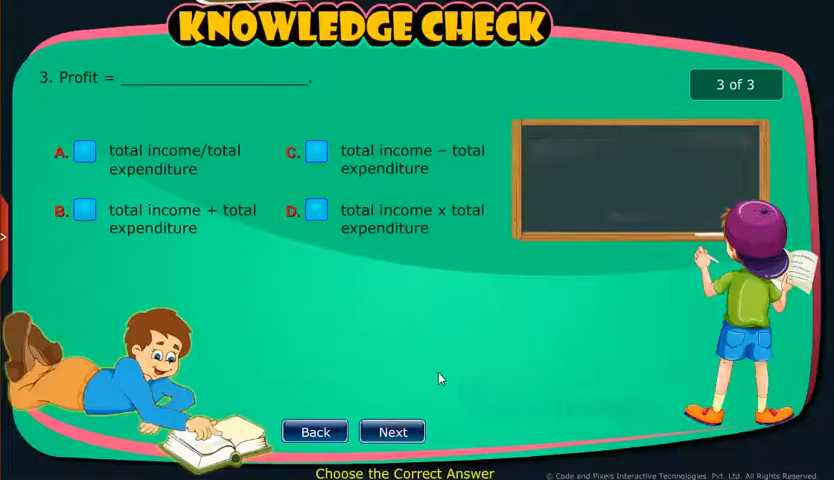 KNOWLEDGE CHECK
3. Profit = ____________________.
3 of 3
A. total income/total
expenditure
C. total income – total
expenditure
B. total income + total
expenditure
D. total income x total
expenditure
>
Back Next
Choose the Correct Answer
© Code and Pixels Interactive Technologies Pvt. Ltd. All Rights Reserved.